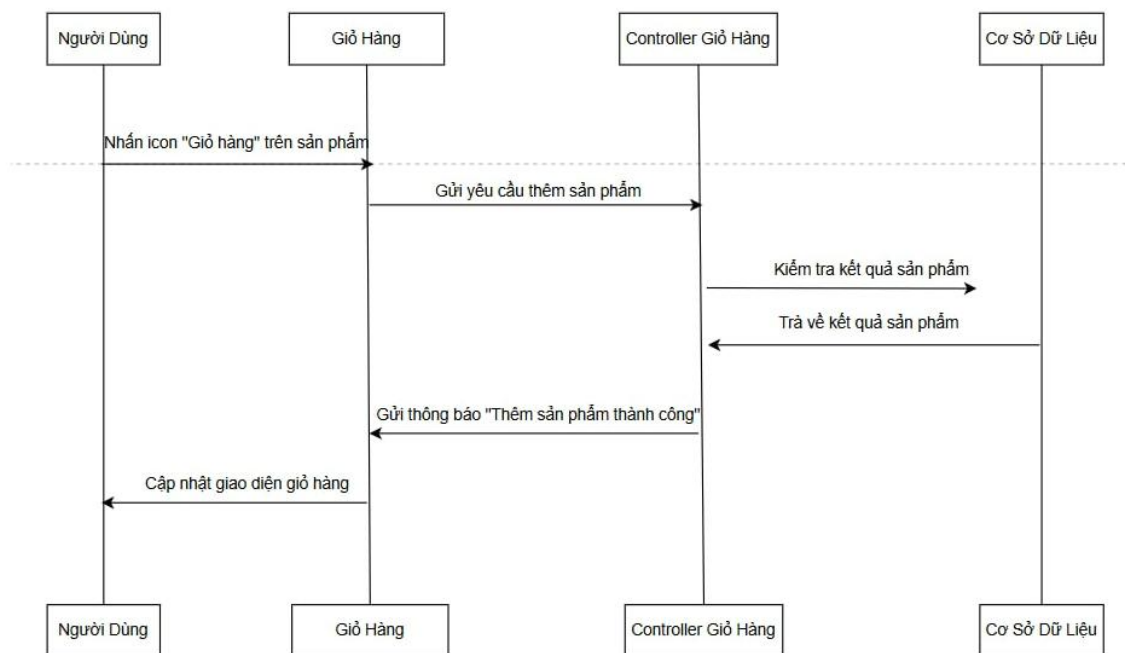 Người Dùng
Giỏ Hàng
Controller Giỏ Hàng
Cơ Sở Dữ Liệu
Nhấn icon "Giỏ hàng" trên sản phẩm
Gửi yêu cầu thêm sản phẩm
Kiểm tra kết quả sản phẩm
Trả về kết quả sản phẩm
Gửi thông báo "Thêm sản phẩm thành công"
Cập nhật giao diện giỏ hàng
Người Dùng
Giỏ Hàng
Controller Giỏ Hàng
Cơ Sở Dữ Liệu